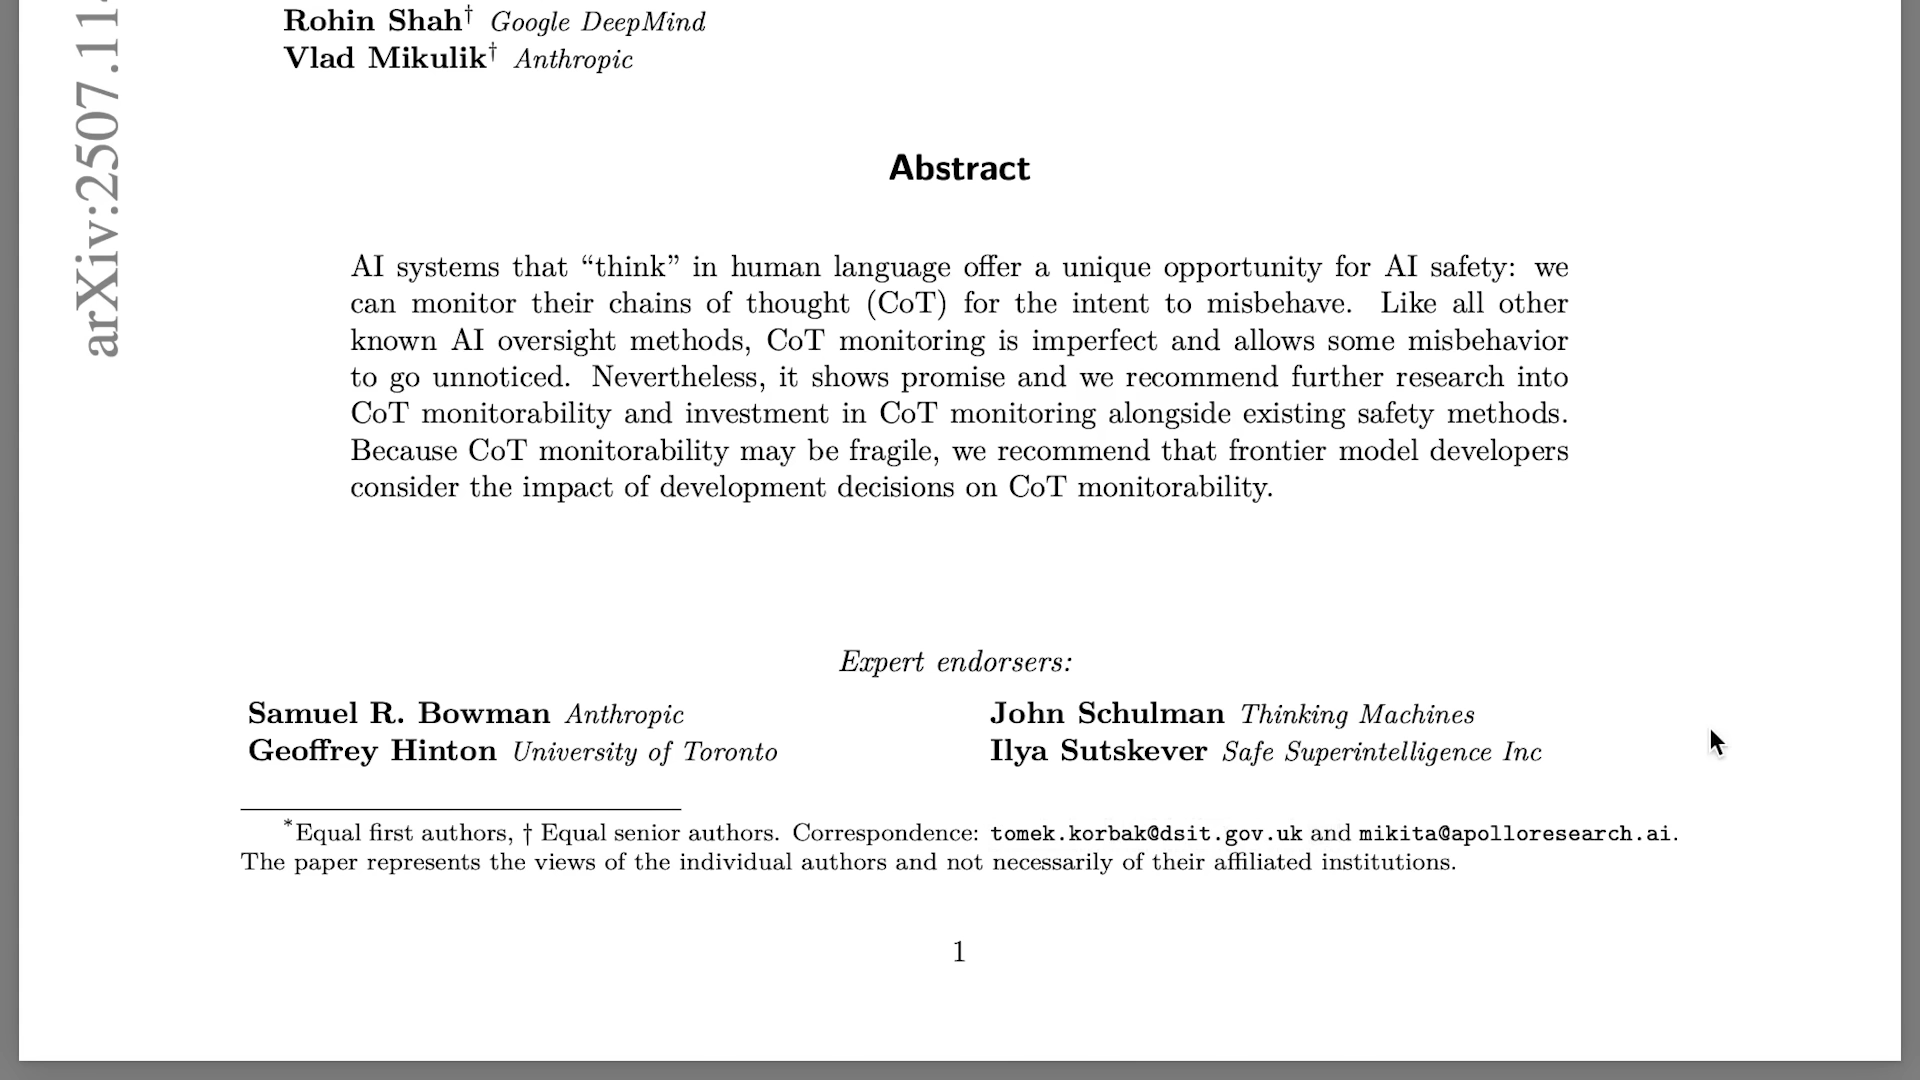 Rohin Shah† Google DeepMind
Vlad Mikulik† Anthropic
arXiv:2507.11
Abstract
AI systems that “think” in human language offer a unique opportunity for AI safety: we
can monitor their chains of thought (CoT) for the intent to misbehave. Like all other
known AI oversight methods, CoT monitoring is imperfect and allows some misbehavior
to go unnoticed. Nevertheless, it shows promise and we recommend further research into
CoT monitorability and investment in CoT monitoring alongside existing safety methods.
Because CoT monitorability may be fragile, we recommend that frontier model developers
consider the impact of development decisions on CoT monitorability.
Expert endorsers:
Samuel R. Bowman Anthropic John Schulman Thinking Machines
Geoffrey Hinton University of Toronto Ilya Sutskever Safe Superintelligence Inc
*Equal first authors, † Equal senior authors. Correspondence: tomek.korbak@dsit.gov.uk and mikita@apolloresearch.ai.
The paper represents the views of the individual authors and not necessarily of their affiliated institutions.
1